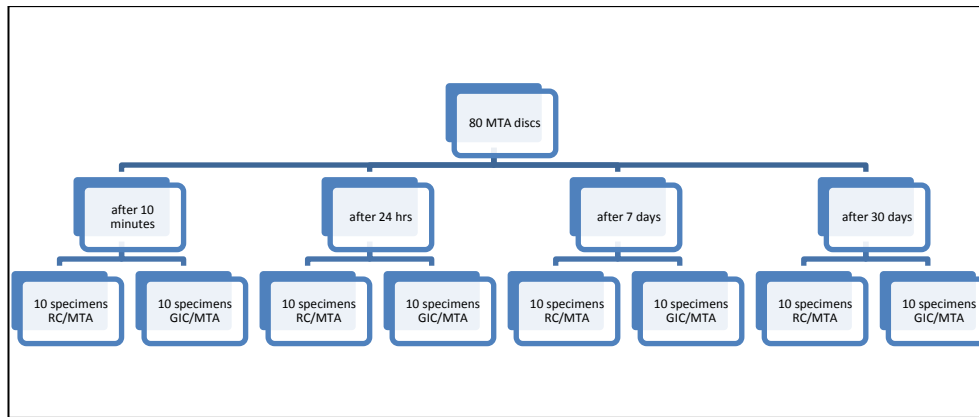 80 MTA discs
after 10
minutes
after 24 hrs
after 7 days
after 30 days
10 specimens
RC/MTA
10 specimens
GIC/MTA
10 specimens
RC/MTA
10 specimens
GIC/MTA
10 specimens
RC/MTA
10 specimens
GIC/MTA
10 specimens
RC/MTA
10 specimens
GIC/MTA